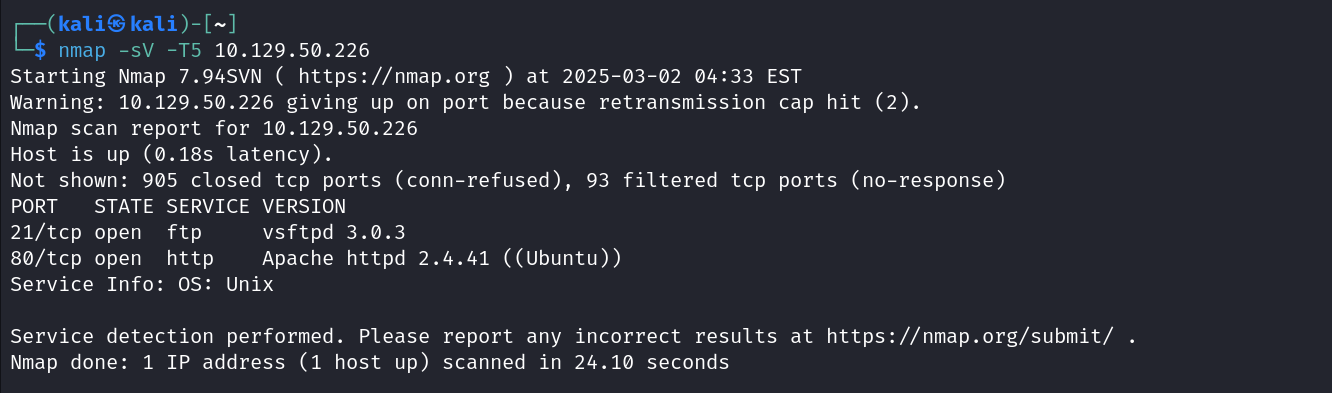 ┌──(kali㉿kali)-[~]
└─$ nmap -sV -T5 10.129.50.226
Starting Nmap 7.94SVN ( https://nmap.org ) at 2025-03-02 04:33 EST
Warning: 10.129.50.226 giving up on port because retransmission cap hit (2).
Nmap scan report for 10.129.50.226
Host is up (0.18s latency).
Not shown: 905 closed tcp ports (conn-refused), 93 filtered tcp ports (no-response)
PORT   STATE SERVICE VERSION
21/tcp open  ftp     vsftpd 3.0.3
80/tcp open  http    Apache httpd 2.4.41 ((Ubuntu))
Service Info: OS: Unix

Service detection performed. Please report any incorrect results at https://nmap.org/submit/ .
Nmap done: 1 IP address (1 host up) scanned in 24.10 seconds